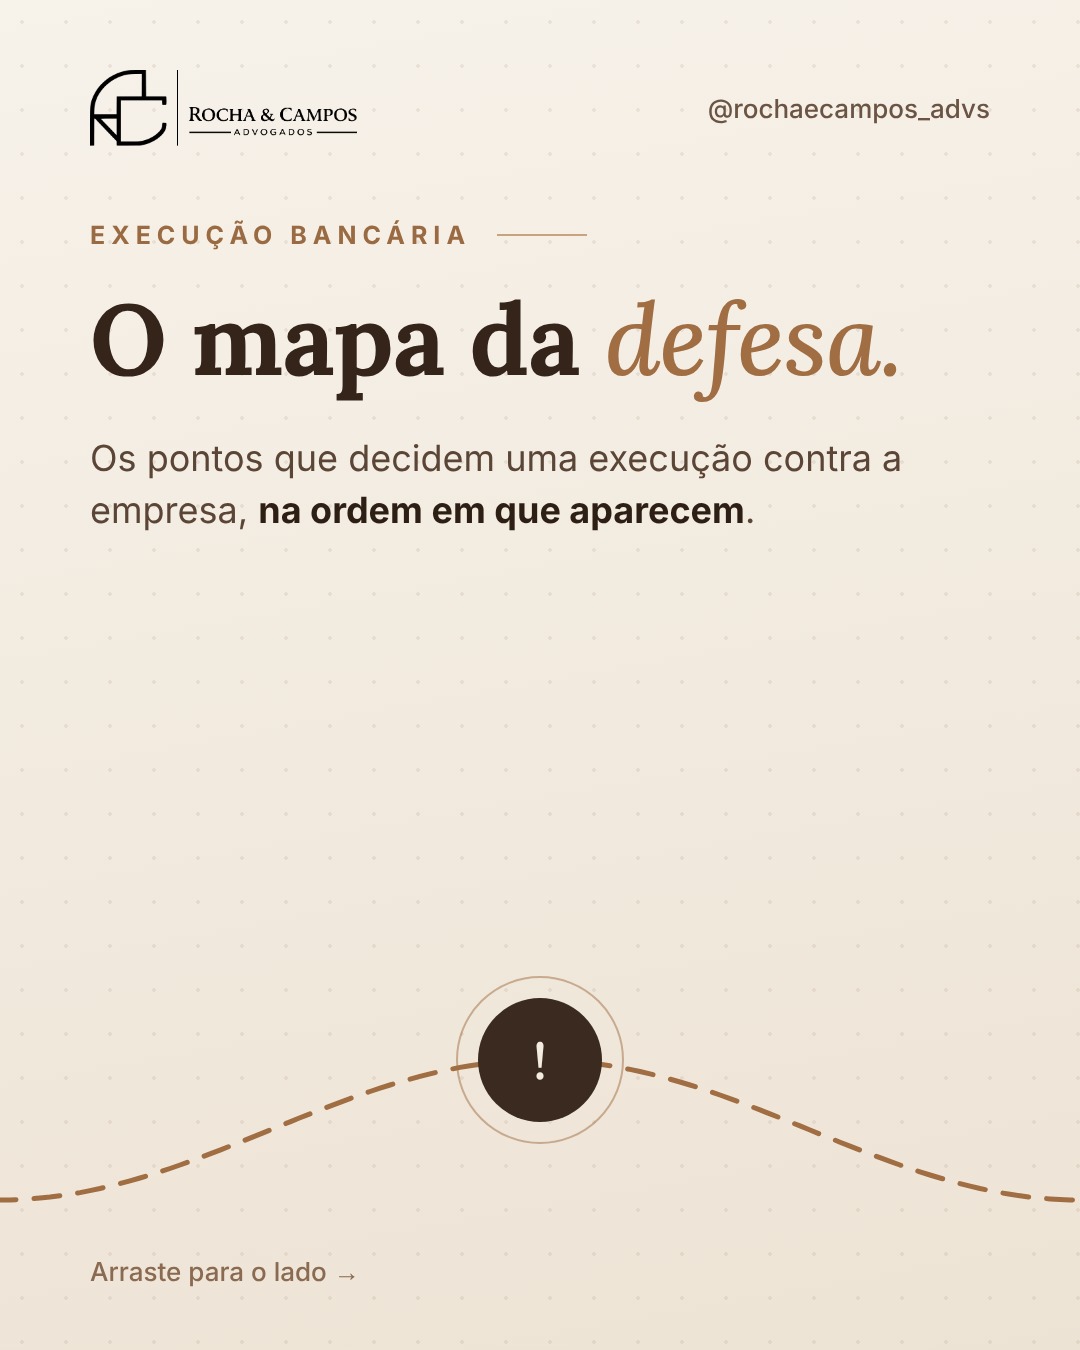 ROCHA & CAMPOS
ADVOGADOS
@rochaecampos_advs
EXECUÇÃO BANCÁRIA
O mapa da defesa.
Os pontos que decidem uma execução contra a
empresa, na ordem em que aparecem.
!
Arraste para o lado →